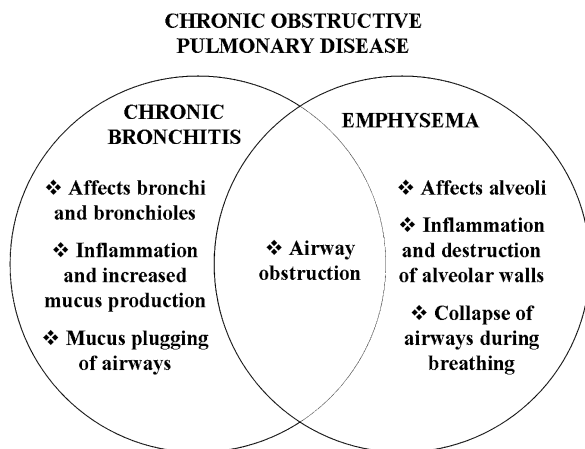 CHRONIC OBSTRUCTIVE
PULMONARY DISEASE
CHRONIC
BRONCHITIS
❖ Affects bronchi
and bronchioles
❖ Inflammation
and increased
mucus production
❖ Mucus plugging
of airways
❖ Airway
obstruction
EMPHYSEMA
❖ Affects alveoli
❖ Inflammation
and destruction
of alveolar walls
❖ Collapse of
airways during
breathing